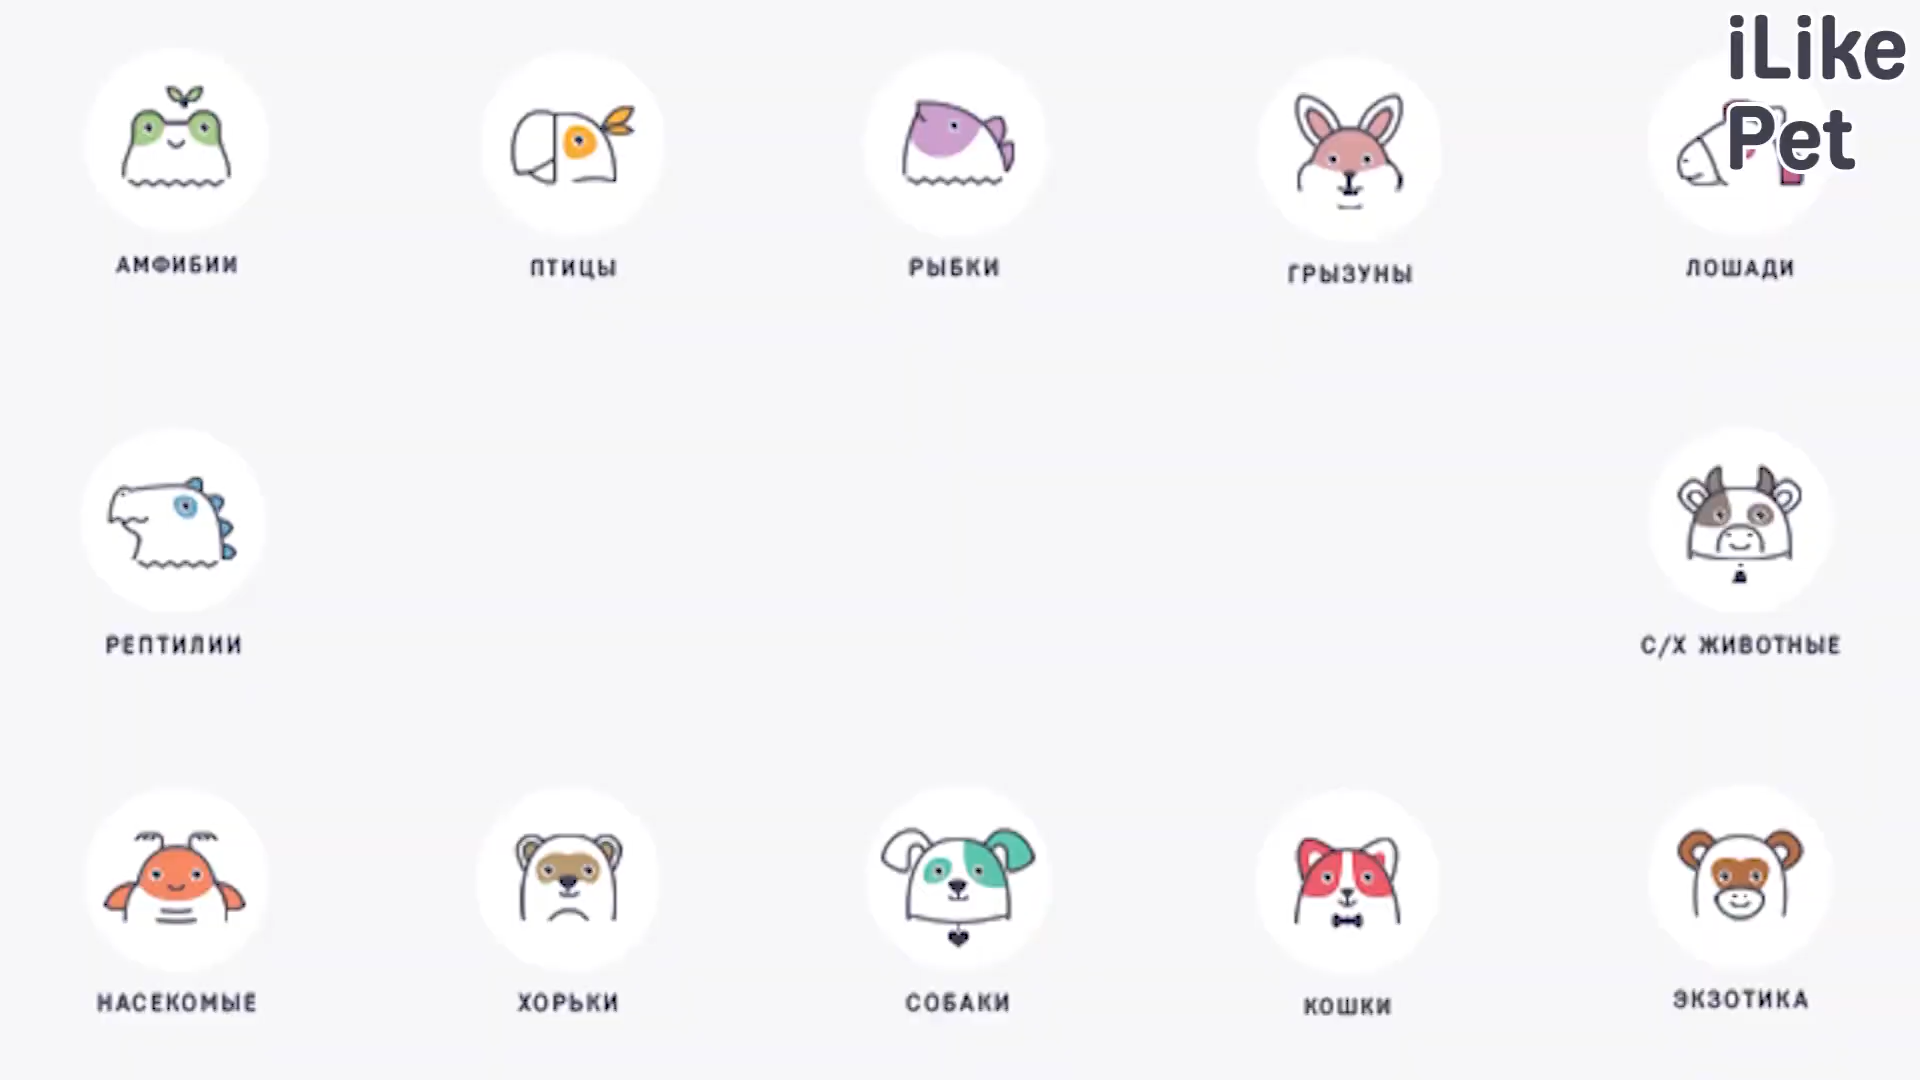 iLike
Pet
АМФИБИИ
ПТИЦЫ
РЫБКИ
ГРЫЗУНЫ
ЛОШАДИ
РЕПТИЛИИ
С/Х ЖИВОТНЫЕ
НАСЕКОМЫЕ
ХОРЬКИ
СОБАКИ
КОШКИ
ЭКЗОТИКА